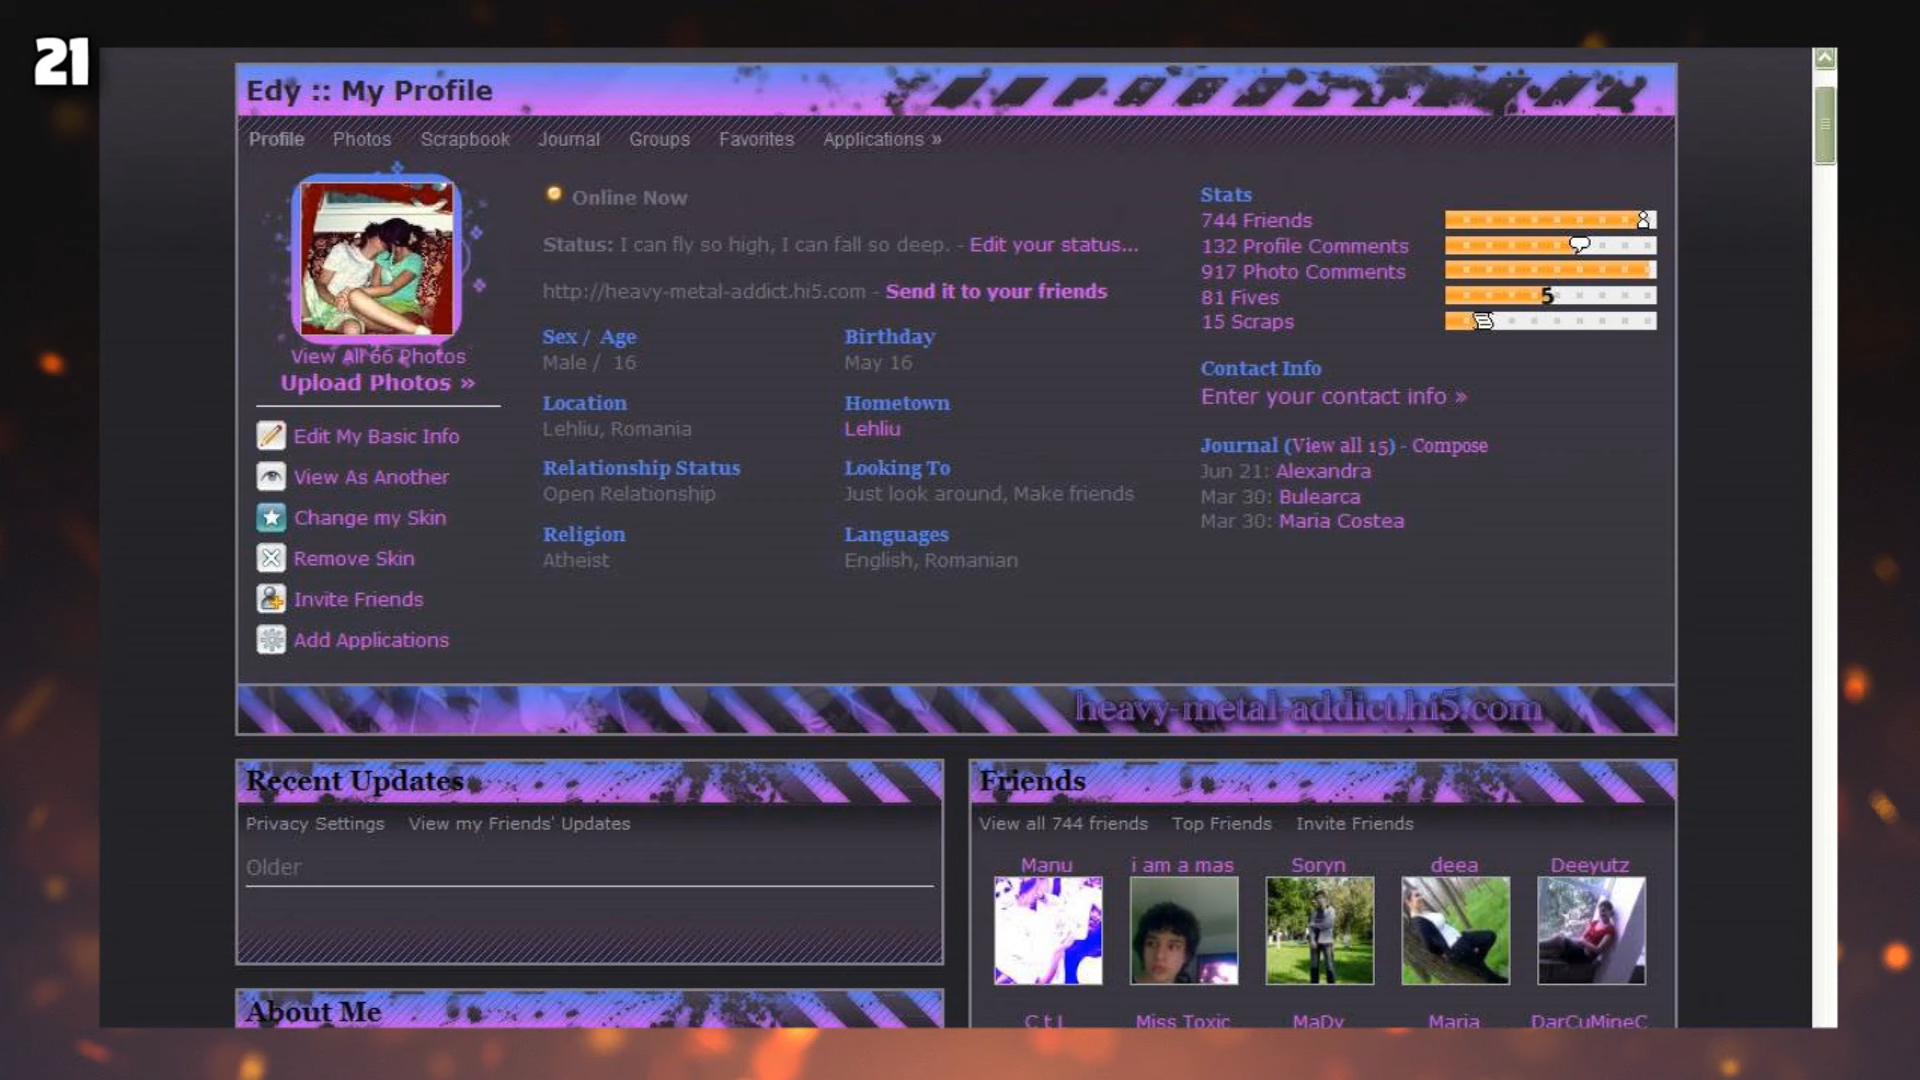 21
Edy :: My Profile
Profile Photos Scrapbook Journal Groups Favorites Applications »
View All 66 Photos
Upload Photos »
Edit My Basic Info
View As Another
Change my Skin
Remove Skin
Invite Friends
Add Applications
Online Now
Status: I can fly so high, I can fall so deep. - Edit your status...
http://heavy-metal-addict.hi5.com - Send it to your friends
Sex / Age
Male / 16
Birthday
May 16
Location
Lehliu, Romania
Hometown
Lehliu
Relationship Status
Open Relationship
Looking To
Just look around, Make friends
Religion
Atheist
Languages
English, Romanian
Stats
744 Friends
132 Profile Comments
917 Photo Comments
81 Fives
5
15 Scraps
Contact Info
Enter your contact info »
Journal (View all 15) - Compose
Jun 21: Alexandra
Mar 30: Bulearca
Mar 30: Maria Costea
heavy-metal-addict.hi5.com
Recent Updates
Privacy Settings View my Friends' Updates
Older
About Me
Friends
View all 744 friends Top Friends Invite Friends
Manu i am a mas Soryn deea Deeyutz
C.t.l Miss Toxic MaDy Maria DarCuMineC